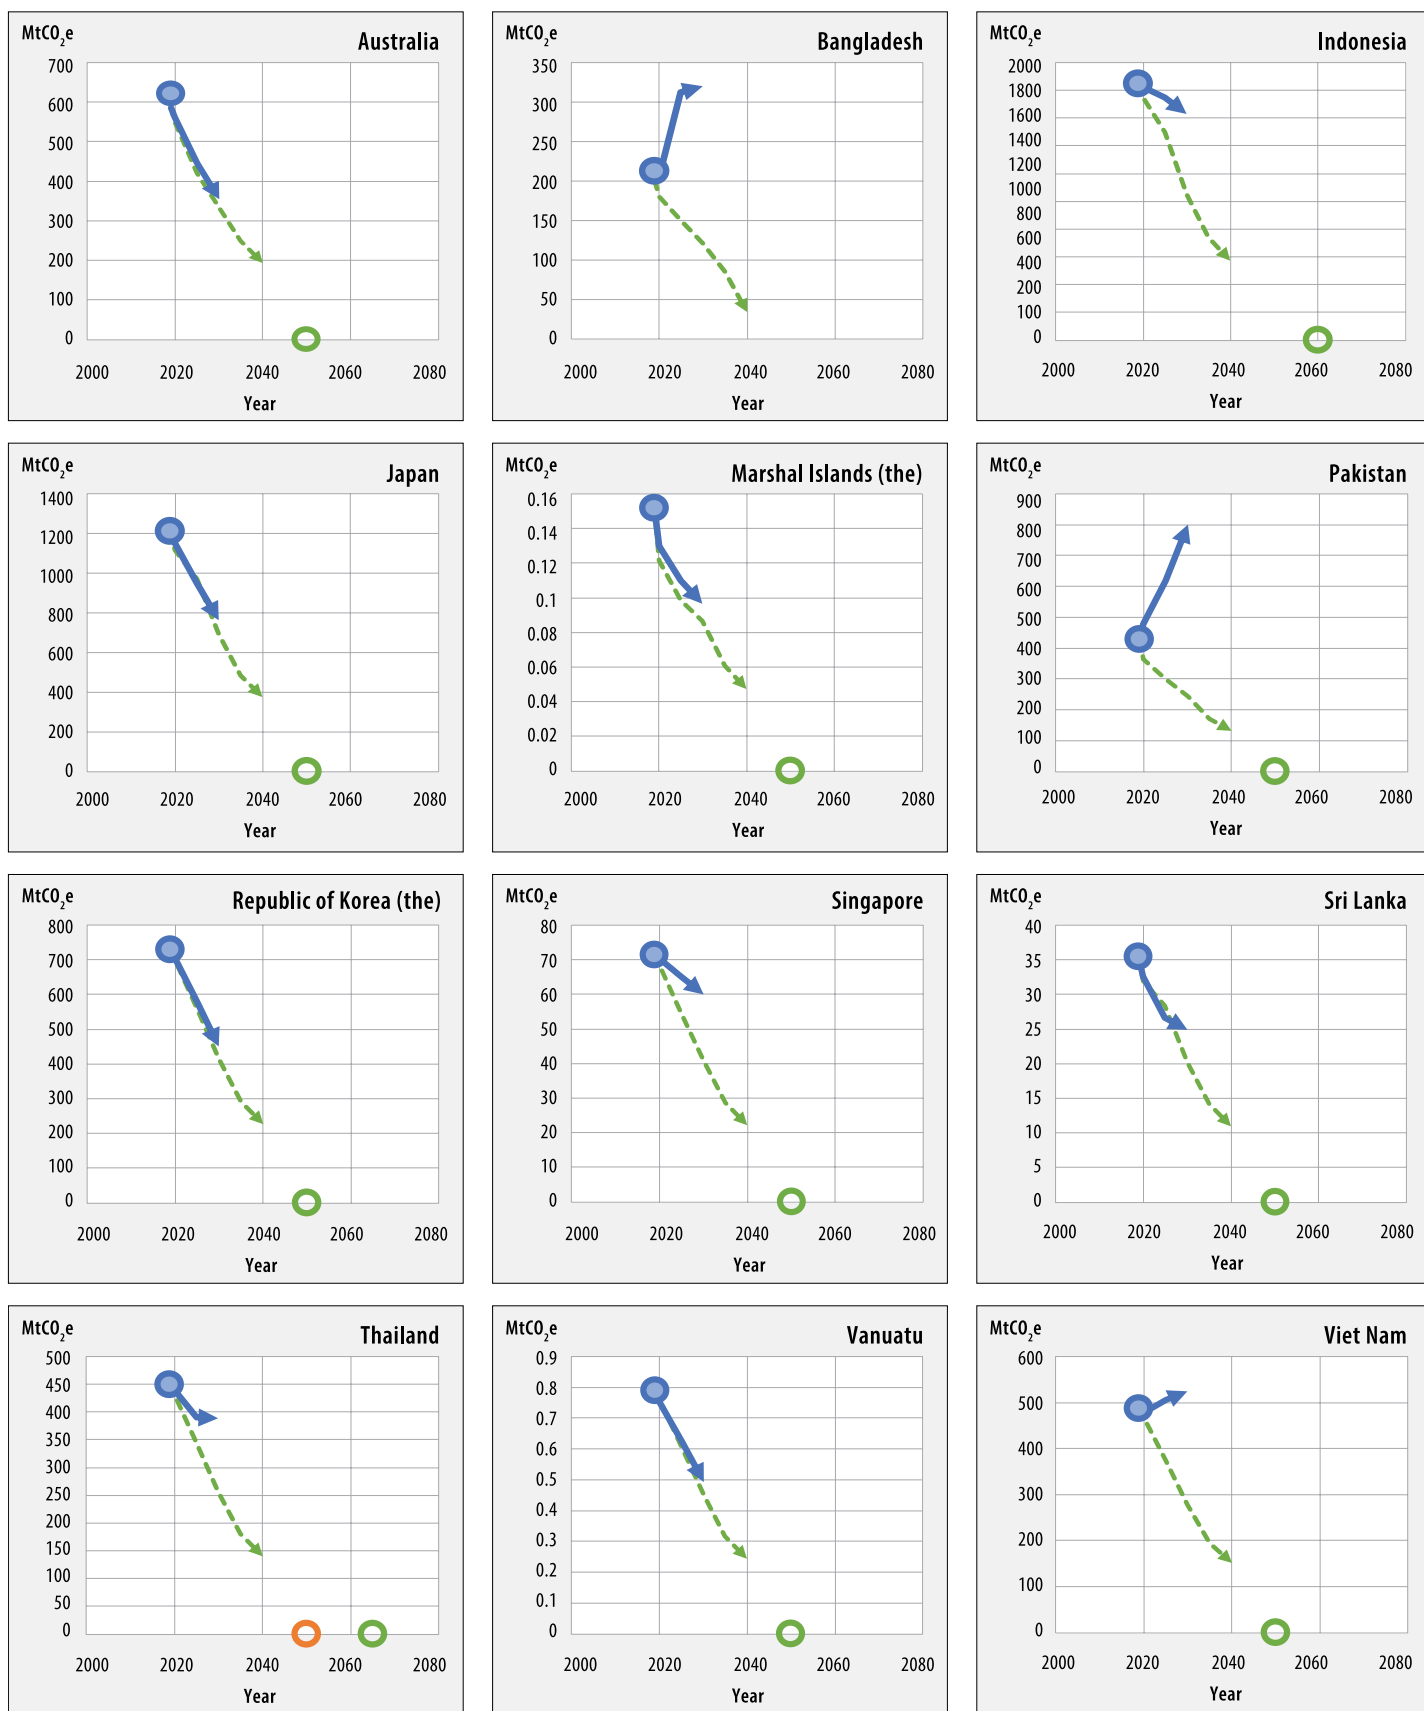 MtCO2e
Australia
700
600
500
400
300
200
100
0
2000 2020 2040 2060 2080
Year
MtCO2e
Bangladesh
350
300
250
200
150
100
50
0
2000 2020 2040 2060 2080
Year
MtCO2e
Indonesia
2000
1800
1600
1400
1200
1000
800
600
400
200
100
0
2000 2020 2040 2060 2080
Year
MtCO2e
Japan
1400
1200
1000
800
600
400
200
0
2000 2020 2040 2060 2080
Year
MtCO2e
Marshal Islands (the)
0.16
0.14
0.12
0.1
0.08
0.06
0.04
0.02
0
2000 2020 2040 2060 2080
Year
MtCO2e
Pakistan
900
800
700
600
500
400
300
200
100
0
2000 2020 2040 2060 2080
Year
MtCO2e
Republic of Korea (the)
800
700
600
500
400
300
200
100
0
2000 2020 2040 2060 2080
Year
MtCO2e
Singapore
80
70
60
50
40
30
20
10
0
2000 2020 2040 2060 2080
Year
MtCO2e
Sri Lanka
40
35
30
25
20
15
10
5
0
2000 2020 2040 2060 2080
Year
MtCO2e
Thailand
500
450
400
350
300
250
200
150
100
50
0
2000 2020 2040 2060 2080
Year
MtCO2e
Vanuatu
0.9
0.8
0.7
0.6
0.5
0.4
0.3
0.2
0.1
0
2000 2020 2040 2060 2080
Year
MtCO2e
Viet Nam
600
500
400
300
200
100
0
2000 2020 2040 2060 2080
Year